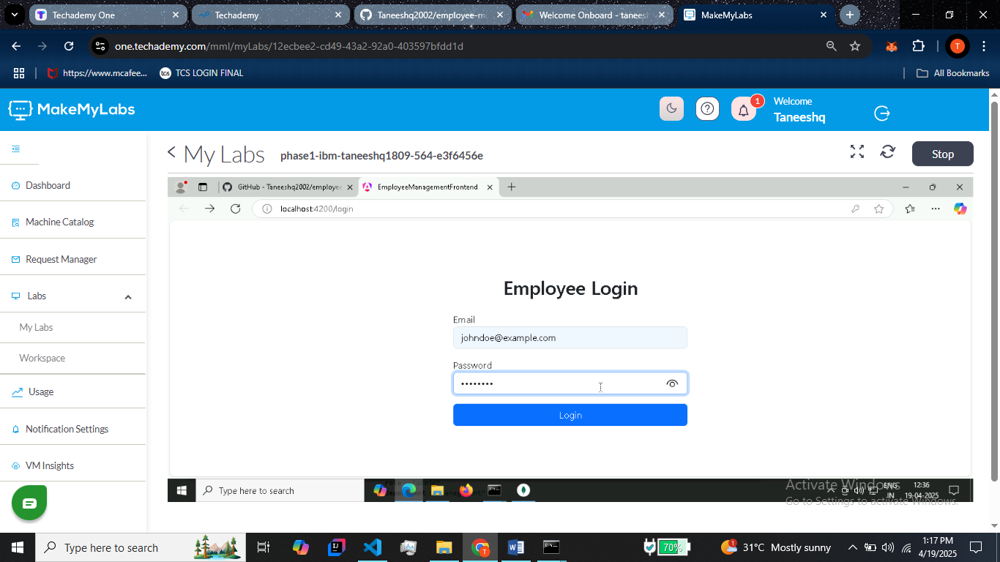 Techademy One
Techademy
Taneeshq2002/employee-m
Welcome Onboard - taneesh
MakeMyLabs
one.techademy.com/mml/myLabs/12ecbee2-cd49-43a2-92a0-403597bfdd1d
T
https://www.mcafee...
tcs TCS LOGIN FINAL
All Bookmarks
MakeMyLabs
1
Welcome
Taneeshq
My Labs
phase1-ibm-taneeshq1809-564-e3f6456e
Stop
Dashboard
Machine Catalog
Request Manager
Labs
My Labs
Workspace
Usage
Notification Settings
VM Insights
GitHub - Taneeshq2002/employee
EmployeeManagementFrontend
localhost:4200/login
Employee Login
Email
johndoe@example.com
Password
••••••••
Login
Type here to search
Activate Windows
Go to Settings to activate Windows.
ENG
IN
12:36
19-04-2025
Type here to search
70%
31°C Mostly sunny
1:17 PM
4/19/2025